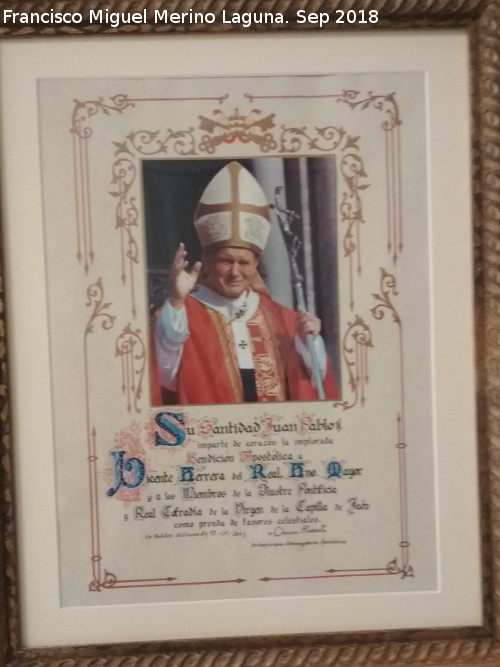 Francisco Miguel Merino Laguna. Sep 2018
Su Santidad Juan Pablo II
imparte de corazón la implorada
Bendición Apostólica a
Vicente Herrera del Real, Hno. Mayor
y a los Miembros de la Ilustre Pontificia
y Real Cofradía de la Virgen de la Capilla de Jaén
como prenda de favores celestiales.